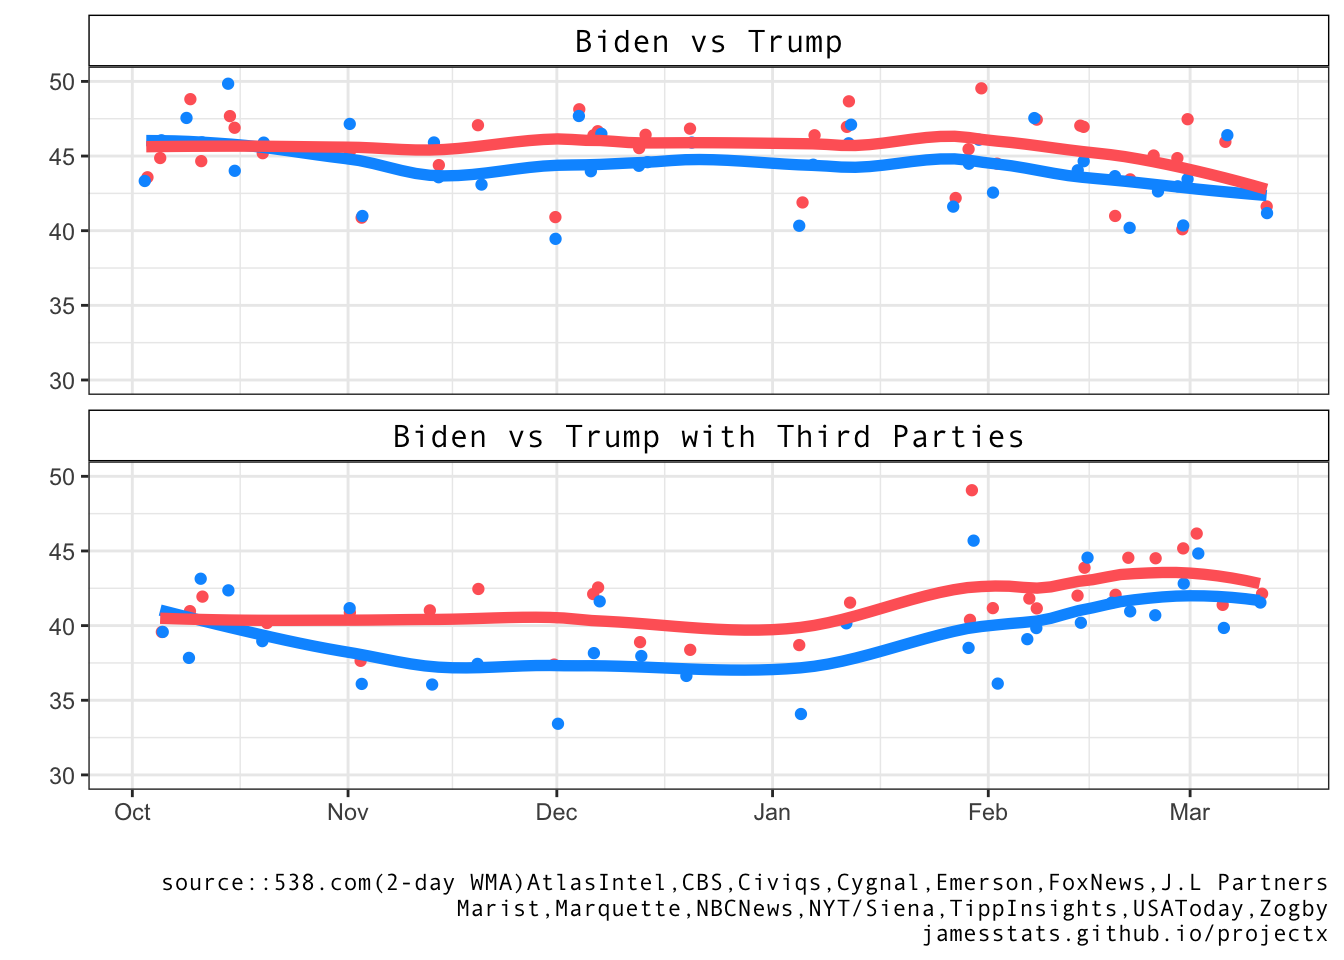 Biden vs Trump
50
45
40
35
30
Biden vs Trump with Third Parties
50
45
40
35
30
Oct Nov Dec Jan Feb Mar
source::538.com(2-day WMA)AtlasIntel,CBS,Civiqs,Cygnal,Emerson,FoxNews,J.L Partners
Marist,Marquette,NBCNews,NYT/Siena,TippInsights,USAToday,Zogby
jamesstats.github.io/projectx